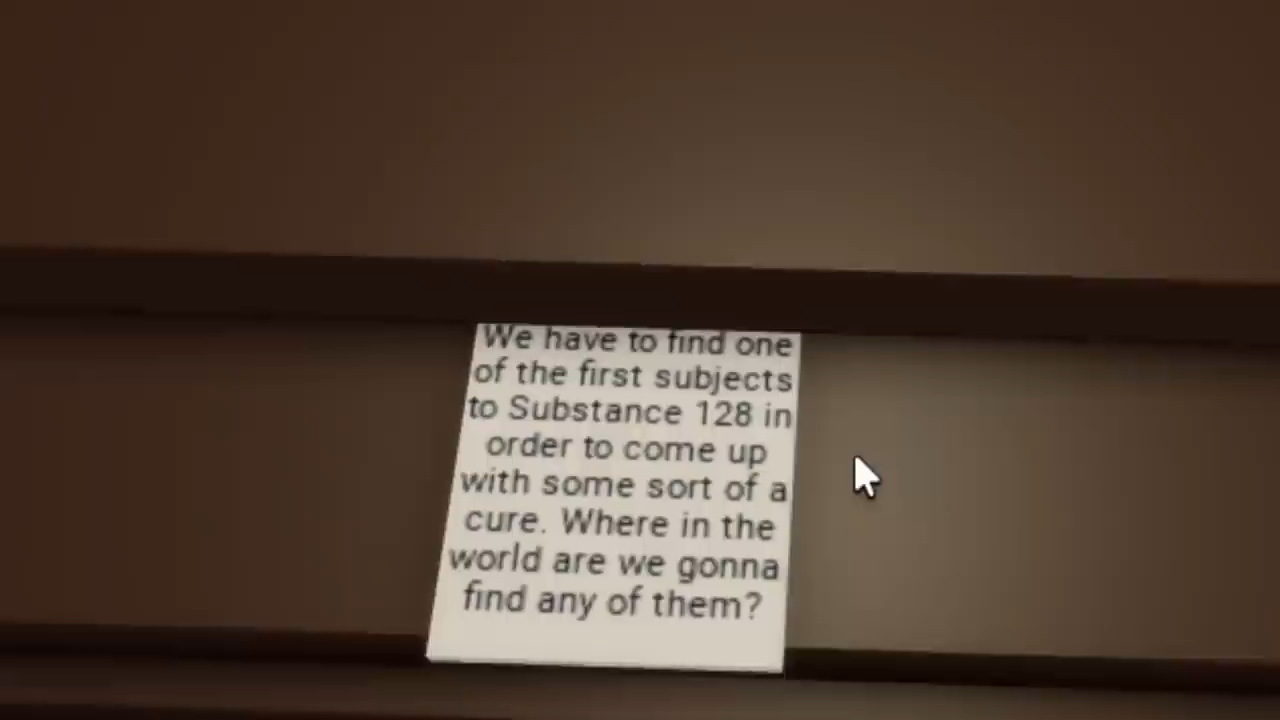 We have to find one
of the first subjects
to Substance 128 in
order to come up
with some sort of a
cure. Where in the
world are we gonna
find any of them?